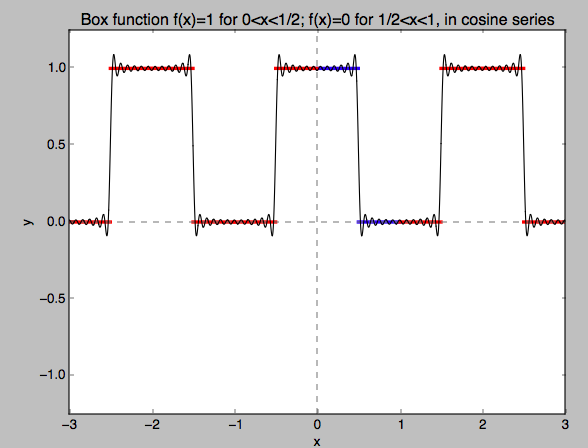 Box function f(x)=1 for 0<x<1/2; f(x)=0 for 1/2<x<1, in cosine series
1.0
0.5
0.0
−0.5
−1.0
y
−3 −2 −1 0 1 2 3
x